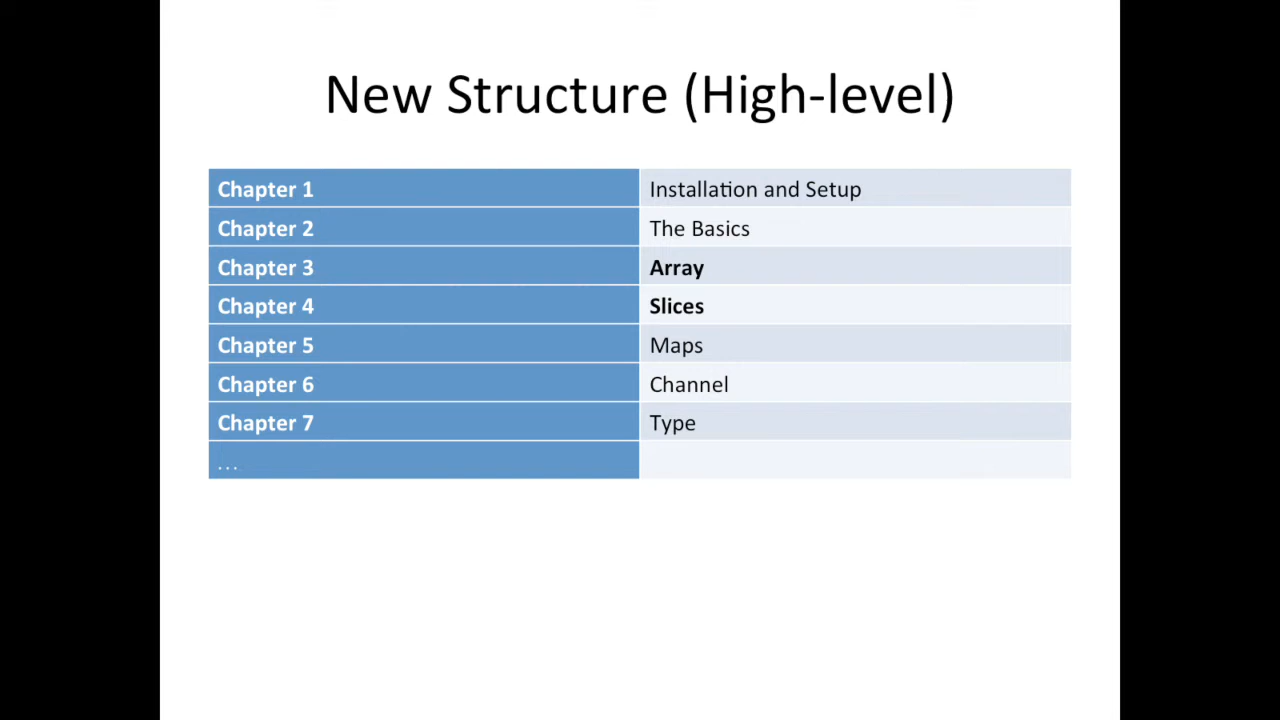 New Structure (High-level)
Chapter 1 Installation and Setup
Chapter 2 The Basics
Chapter 3 Array
Chapter 4 Slices
Chapter 5 Maps
Chapter 6 Channel
Chapter 7 Type
...